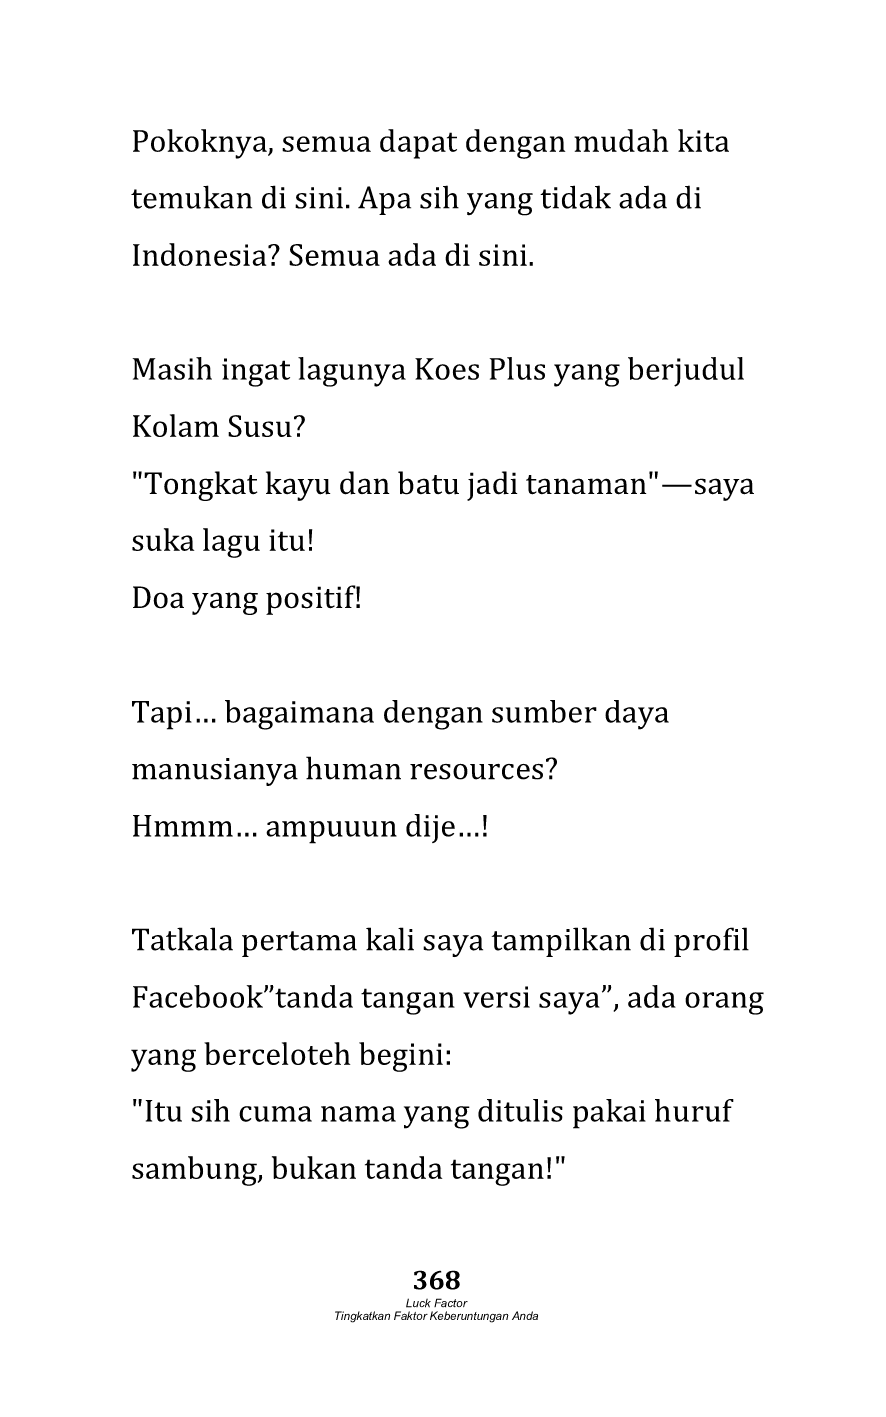 Pokoknya, semua dapat dengan mudah kita
temukan di sini. Apa sih yang tidak ada di
Indonesia? Semua ada di sini.
Masih ingat lagunya Koes Plus yang berjudul
Kolam Susu?
"Tongkat kayu dan batu jadi tanaman"—saya
suka lagu itu!
Doa yang positif!
Tapi… bagaimana dengan sumber daya
manusianya human resources?
Hmmm… ampuuun dije…!
Tatkala pertama kali saya tampilkan di profil
Facebook”tanda tangan versi saya”, ada orang
yang berceloteh begini:
"Itu sih cuma nama yang ditulis pakai huruf
sambung, bukan tanda tangan!"
368
Luck Factor
Tingkatkan Faktor Keberuntungan Anda